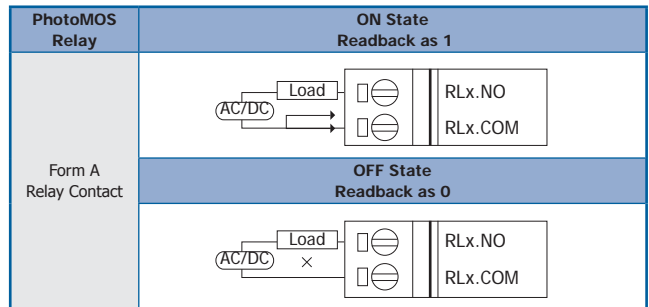 PhotoMOS
Relay
ON State
Readback as 1
Form A
Relay Contact
Load
AC/DC
RLx.NO
RLx.COM
OFF State
Readback as 0
Load
AC/DC
×
RLx.NO
RLx.COM